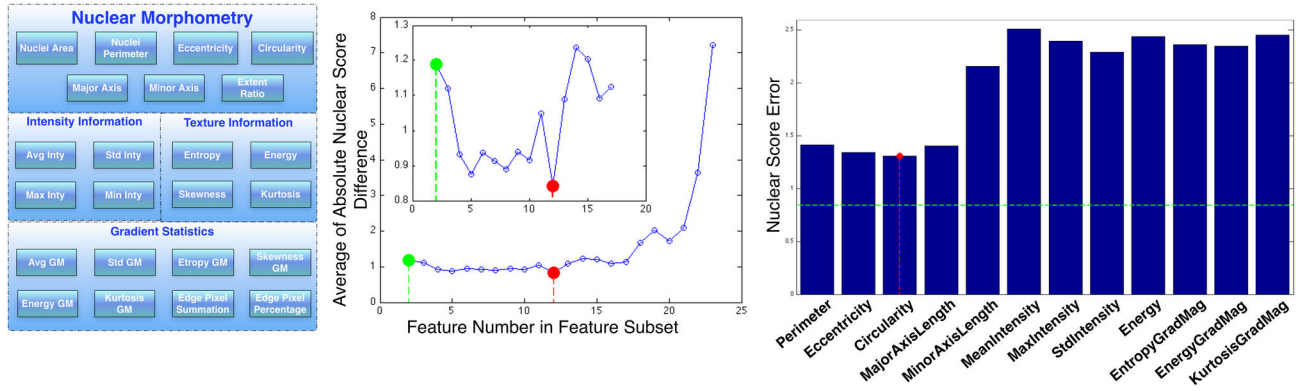 Nuclear Morphometry
Nuclei Area
Nuclei
Perimeter
Eccentricity
Circularity
Major Axis
Minor Axis
Extent
Ratio
Intensity Information
Texture Information
Avg Inty
Std Inty
Entropy
Energy
Max Inty
Min Inty
Skewness
Kurtosis
Gradient Statistics
Avg GM
Std GM
Etropy GM
Skewness
GM
Energy GM
Kurtosis
GM
Edge Pixel
Summation
Edge Pixel
Percentage
Average of Absolute Nuclear Score
Difference
8
7
6
5
4
3
2
1
0
1.3
1.2
1.1
1
0.9
0.8
0
5
10
15
20
0
5
10
15
20
25
Feature Number in Feature Subset
Nuclear Score Error
2.5
2
1.5
1
0.5
0
Perimeter
Eccentricity
Circularity
MajorAxisLength
MinorAxisLength
MeanIntensity
MaxIntensity
StdIntensity
Energy
EntropyGradMag
EnergyGradMag
KurtosisGradMag